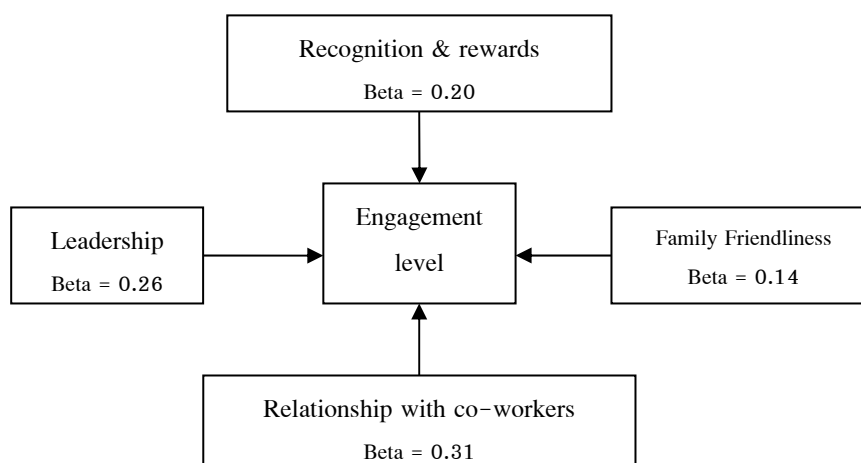 Recognition & rewards
Beta = 0.20
Engagement
level
Leadership
Beta = 0.26
Family Friendliness
Beta = 0.14
Relationship with co-workers
Beta = 0.31